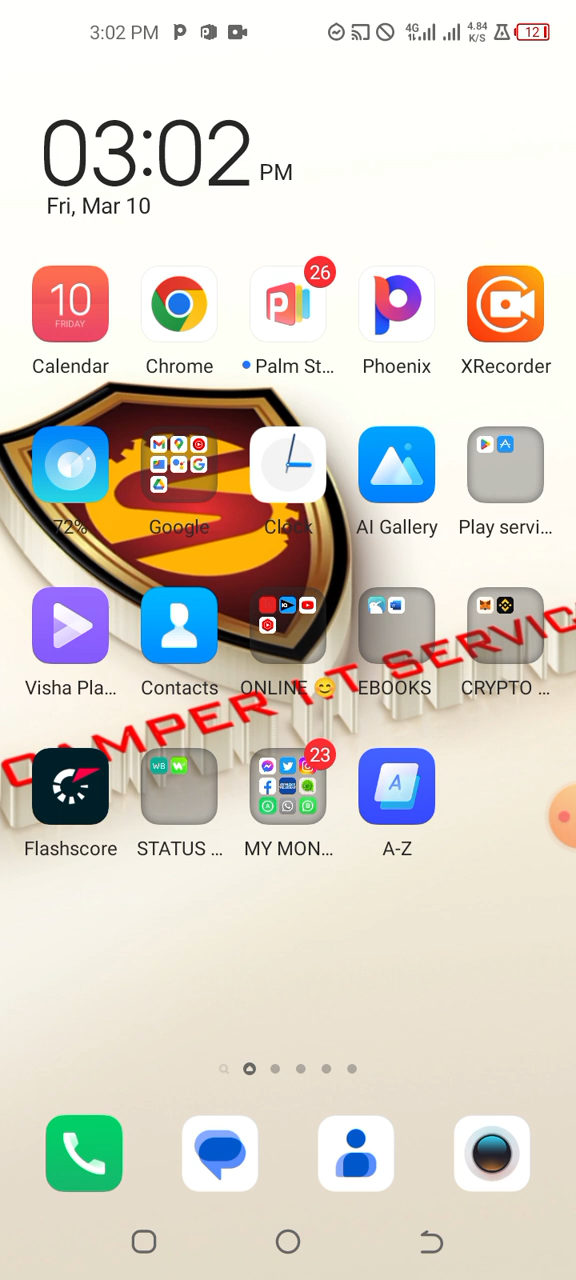 3:02 PM
4G
4.84
K/S
12
03:02 PM
Fri, Mar 10
10
FRIDAY
26
Calendar
Chrome
Palm St...
Phoenix
XRecorder
72%
Google
Clock
AI Gallery
Play servi...
Visha Pla...
Contacts
ONLINE 😊
EBOOKS
CRYPTO ...
CAMPER I.T SERVIC
WB
23
A
Flashscore
STATUS ...
MY MON...
A-Z